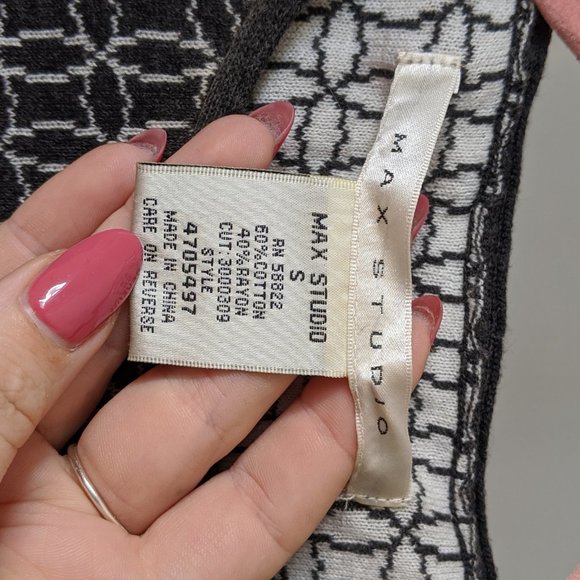 MAX STUDIO
MAX STUDIO
S
RN 58822
60%COTTON
40%RAYON
CUT:3000309
STYLE
4705497
MADE IN CHINA
CARE ON REVERSE